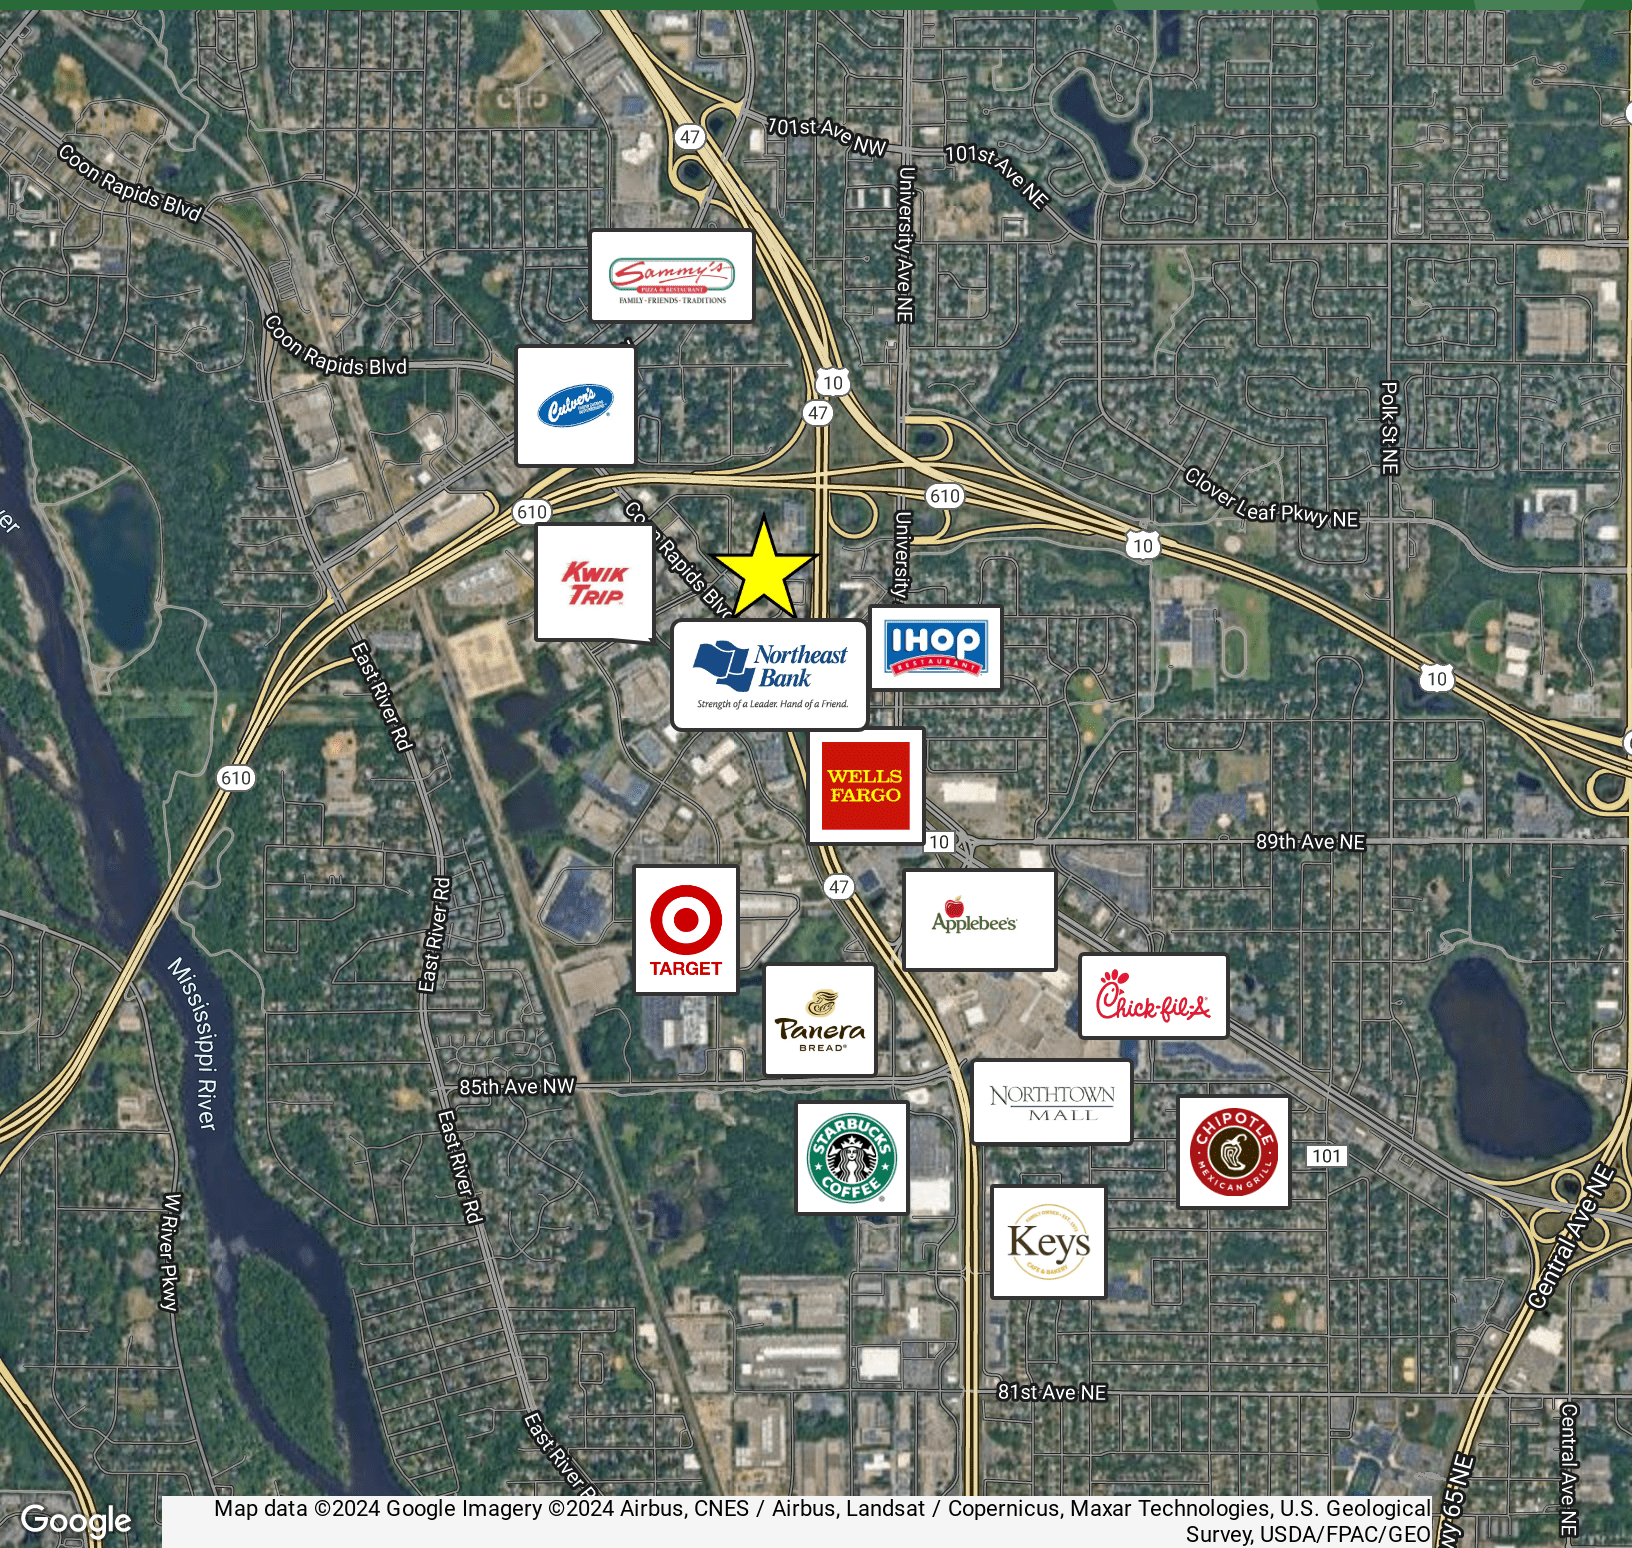 47
101st Ave NW
101st Ave NE
Coon Rapids Blvd
University Ave NE
Sammy's
PIZZA & RESTAURANT
FAMILY · FRIENDS · TRADITIONS
Coon Rapids Blvd
10
Culver's
47
Polk St NE
Clover Leaf Pkwy NE
610
610
Coon Rapids Blvd
University
10
KWIK
TRIP
IHOP
RESTAURANT
Northeast
Bank
Strength of a Leader. Hand of a Friend.
East River Rd
10
610
WELLS
FARGO
10
89th Ave NE
47
TARGET
Applebee's
East River Rd
Mississippi River
Panera
BREAD®
Chick-fil-A
85th Ave NW
NORTHTOWN
MALL
STARBUCKS
COFFEE
CHIPOTLE
MEXICAN GRILL
101
East River Rd
W River Pkwy
Keys
CAFE & BAKERY
Central Ave NE
81st Ave NE
East River R
Central Ave NE
wy 65 NE
Google
Map data ©2024 Google Imagery ©2024 Airbus, CNES / Airbus, Landsat / Copernicus, Maxar Technologies, U.S. Geological
Survey, USDA/FPAC/GEO